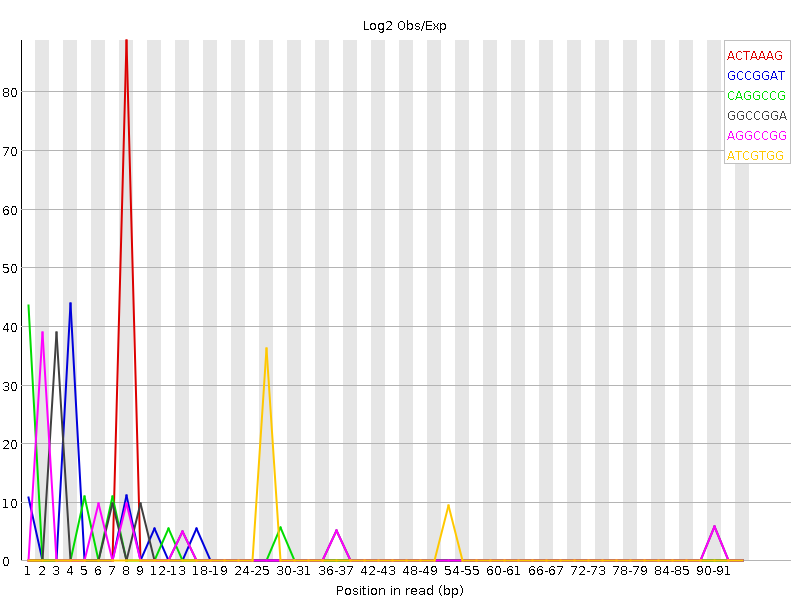 Log2 Obs/Exp
ACTAAAG
GCCGGAT
CAGGCCG
GGCCGGA
AGGCCGG
ATCGTGG
80
70
60
50
40
30
20
10
0
1 2 3 4 5 6 7 8 9 12-13 18-19 24-25 30-31 36-37 42-43 48-49 54-55 60-61 66-67 72-73 78-79 84-85 90-91
Position in read (bp)